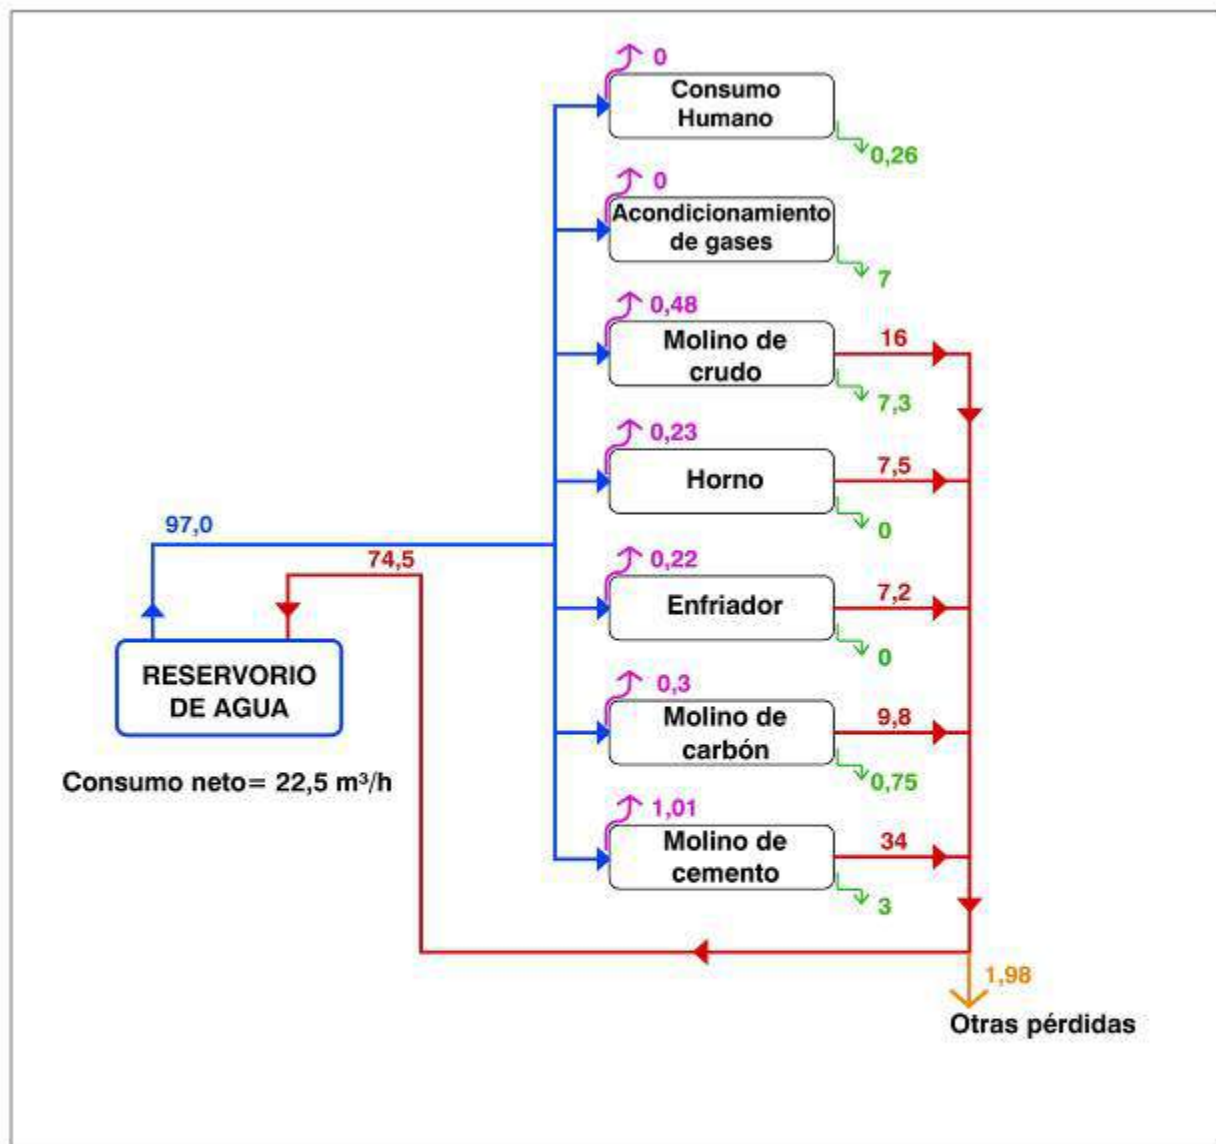 0
Consumo
Humano
0,26
0
Acondicionamiento
de gases
7
0,48
Molino de
crudo
16
7,3
0,23
Horno
7,5
0
97,0
74,5
0,22
Enfriador
7,2
0
RESERVORIO
DE AGUA
Consumo neto= 22,5 m³/h
0,3
Molino de
carbón
9,8
0,75
1,01
Molino de
cemento
34
3
1,98
Otras pérdidas